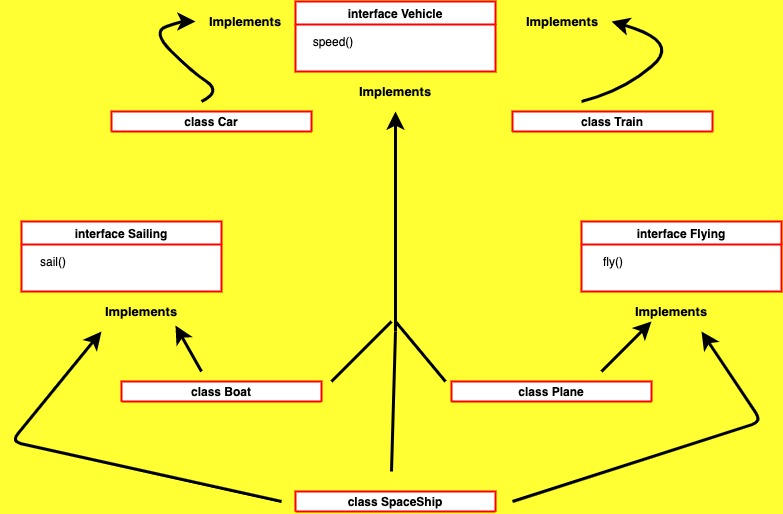 Implements
interface Vehicle
Implements
speed()
Implements
class Car
class Train
interface Sailing
interface Flying
sail()
fly()
Implements
Implements
class Boat
class Plane
class SpaceShip